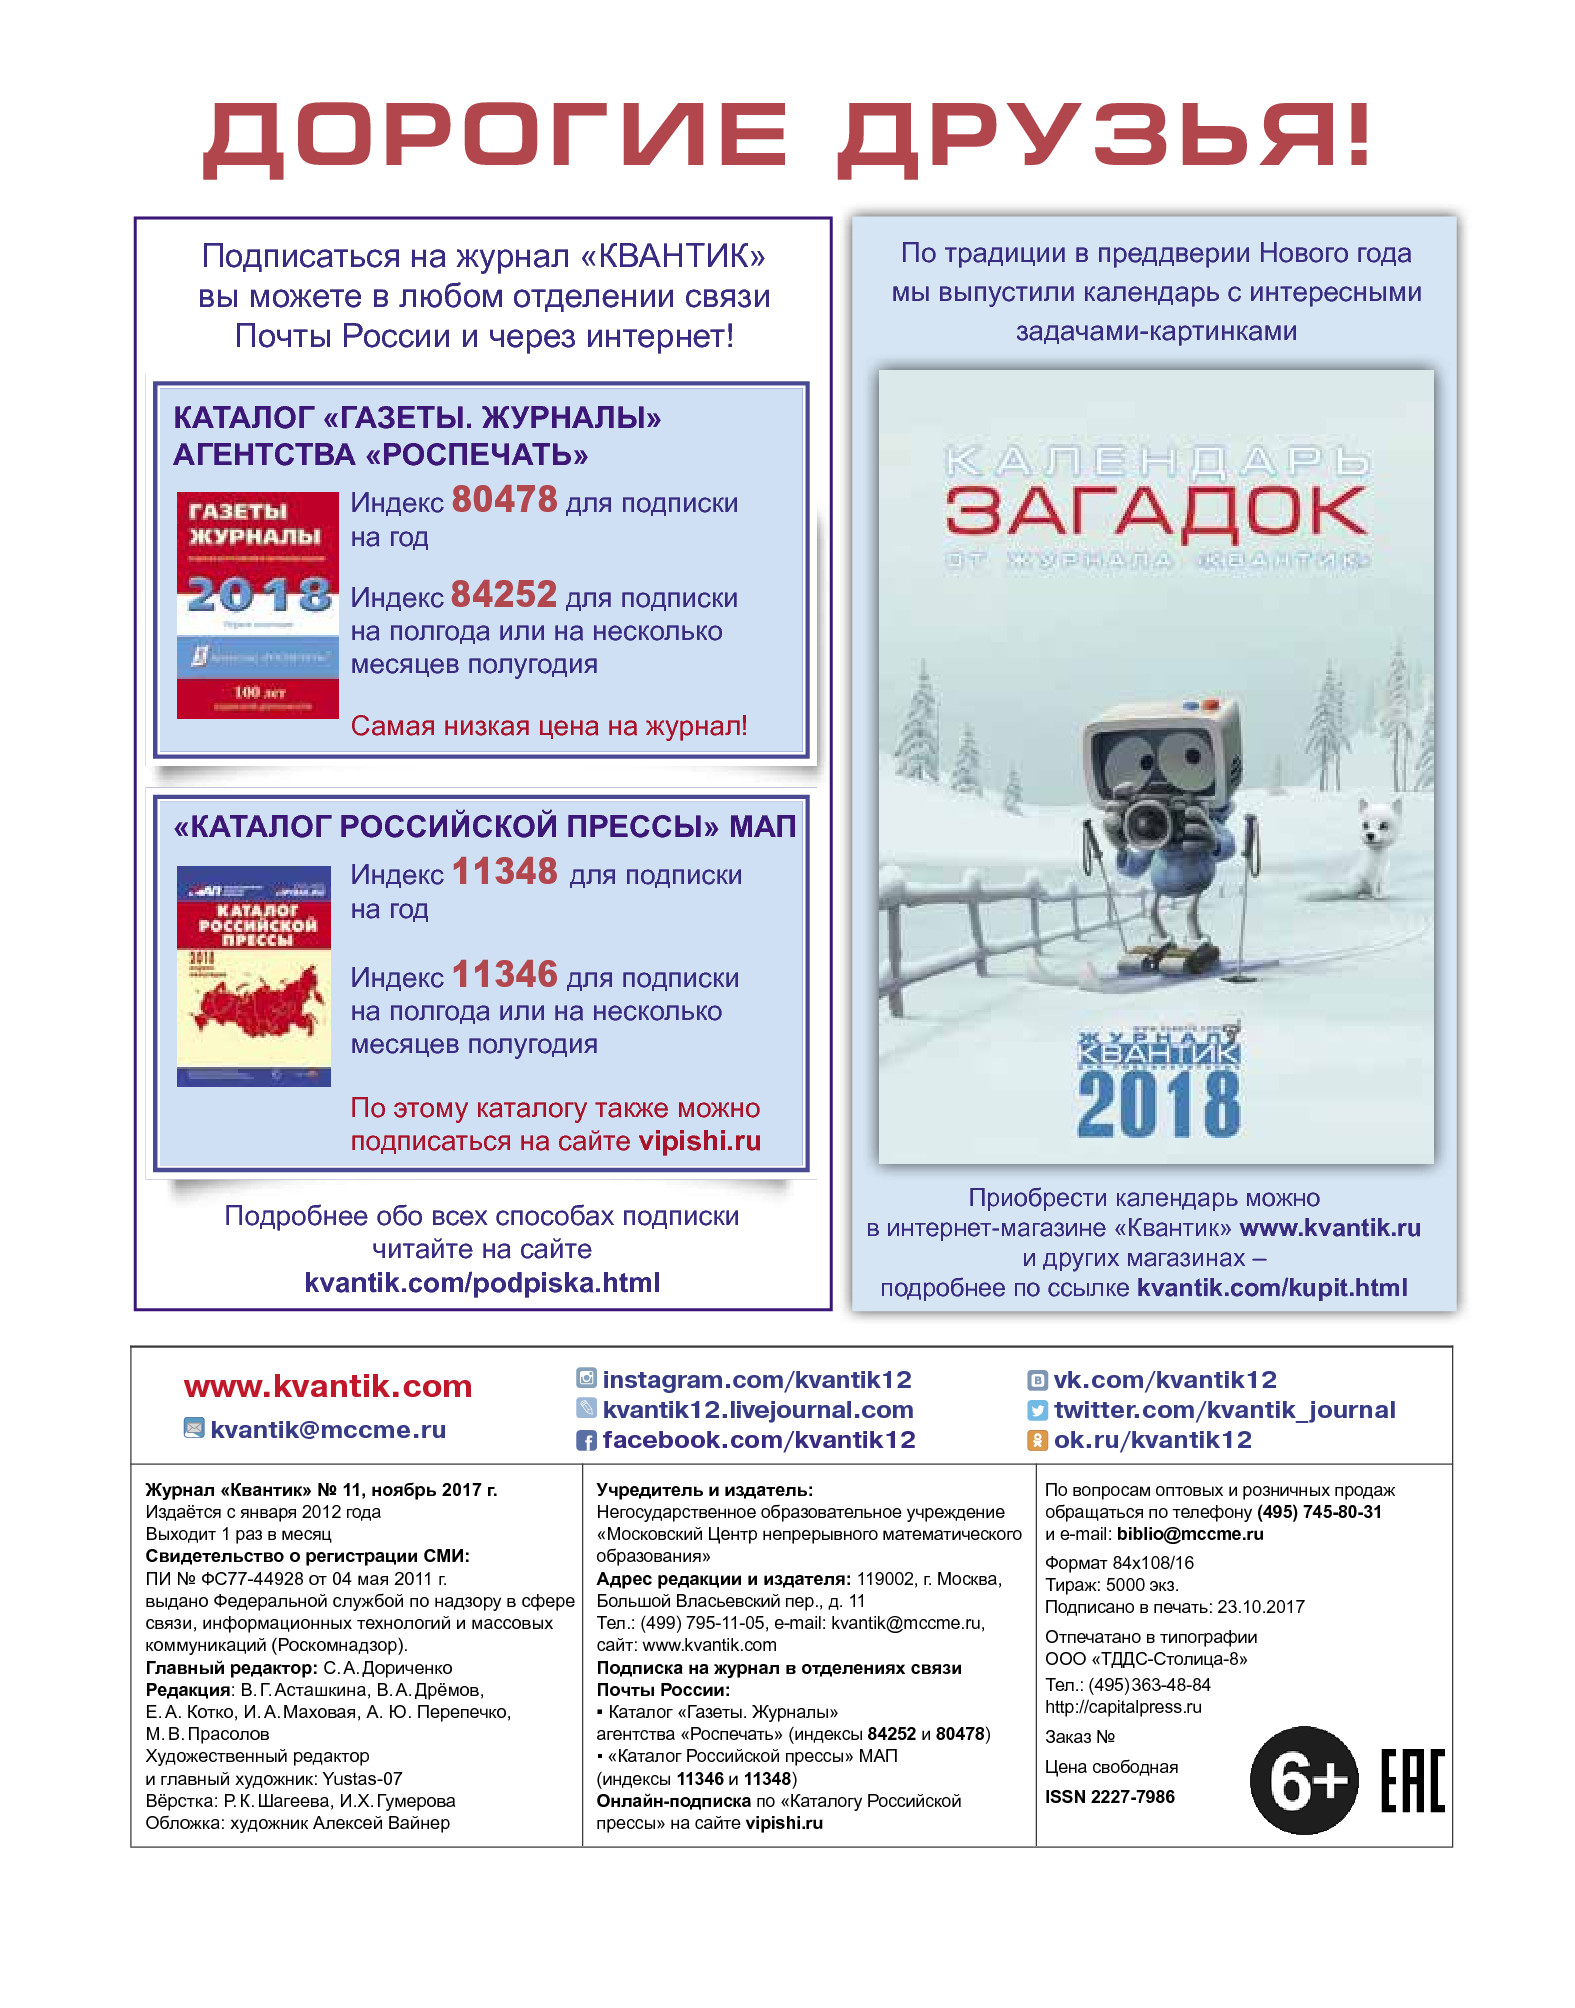 ДОРОГИЕ ДРУЗЬЯ!
Подписаться на журнал «КВАНТИК»
вы можете в любом отделении связи
Почты России и через интернет!
КАТАЛОГ «ГАЗЕТЫ. ЖУРНАЛЫ»
АГЕНТСТВА «РОСПЕЧАТЬ»
ГАЗЕТЫ
ЖУРНАЛЫ
2018
100 лет
Индекс 80478 для подписки
на год
Индекс 84252 для подписки
на полгода или на несколько
месяцев полугодия
Самая низкая цена на журнал!
«КАТАЛОГ РОССИЙСКОЙ ПРЕССЫ» МАП
КАТАЛОГ
РОССИЙСКОЙ
ПРЕССЫ
2018
Индекс 11348 для подписки
на год
Индекс 11346 для подписки
на полгода или на несколько
месяцев полугодия
По этому каталогу также можно
подписаться на сайте vipishi.ru
Подробнее обо всех способах подписки
читайте на сайте
kvantik.com/podpiska.html
По традиции в преддверии Нового года
мы выпустили календарь с интересными
задачами-картинками
КАЛЕНДАРЬ
ЗАГАДОК
ОТ ЖУРНАЛА «КВАНТИК»
www.kvantik.com
ЖУРНАЛ
КВАНТИК
2018
Приобрести календарь можно
в интернет-магазине «Квантик» www.kvantik.ru
и других магазинах –
подробнее по ссылке kvantik.com/kupit.html
www.kvantik.com
kvantik@mccme.ru
instagram.com/kvantik12
kvantik12.livejournal.com
facebook.com/kvantik12
vk.com/kvantik12
twitter.com/kvantik_journal
ok.ru/kvantik12
Журнал «Квантик» № 11, ноябрь 2017 г.
Издаётся с января 2012 года
Выходит 1 раз в месяц
Свидетельство о регистрации СМИ:
ПИ № ФС77-44928 от 04 мая 2011 г.
выдано Федеральной службой по надзору в сфере
связи, информационных технологий и массовых
коммуникаций (Роскомнадзор).
Главный редактор: С. А. Дориченко
Редакция: В. Г. Асташкина, В. А. Дрёмов,
Е. А. Котко, И. А. Маховая, А. Ю. Перепечко,
М. В. Прасолов
Художественный редактор
и главный художник: Yustas-07
Вёрстка: Р. К. Шагеева, И. Х. Гумерова
Обложка: художник Алексей Вайнер
Учредитель и издатель:
Негосударственное образовательное учреждение
«Московский Центр непрерывного математического
образования»
Адрес редакции и издателя: 119002, г. Москва,
Большой Власьевский пер., д. 11
Тел.: (499) 795-11-05, e-mail: kvantik@mccme.ru,
сайт: www.kvantik.com
Подписка на журнал в отделениях связи
Почты России:
▪ Каталог «Газеты. Журналы»
агентства «Роспечать» (индексы 84252 и 80478)
▪ «Каталог Российской прессы» МАП
(индексы 11346 и 11348)
Онлайн-подписка по «Каталогу Российской
прессы» на сайте vipishi.ru
По вопросам оптовых и розничных продаж
обращаться по телефону (495) 745-80-31
и e-mail: biblio@mccme.ru
Формат 84x108/16
Тираж: 5000 экз.
Подписано в печать: 23.10.2017
Отпечатано в типографии
ООО «ТДДС-Столица-8»
Тел.: (495) 363-48-84
http://capitalpress.ru
Заказ №
Цена свободная
ISSN 2227-7986
6+
EAC